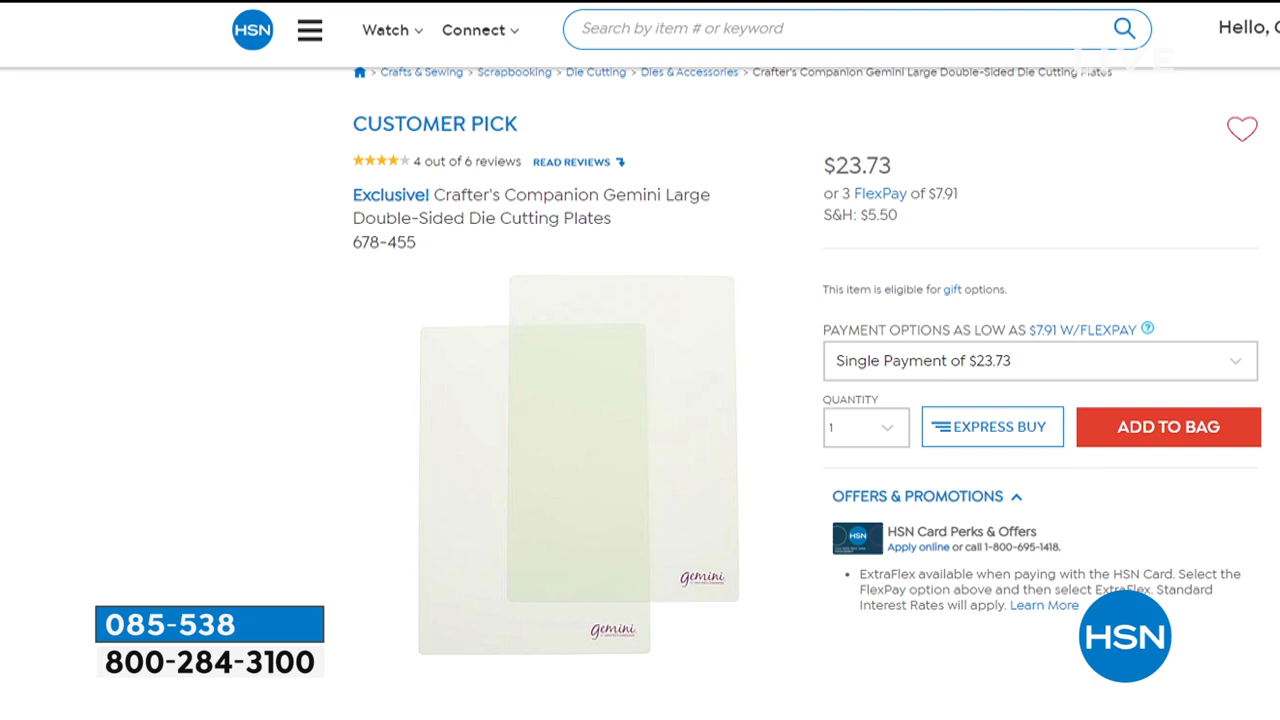 HSN
Watch
Connect
Search by item # or keyword
Hello,
LIVE
> Crafts & Sewing > Scrapbooking > Die Cutting > Dies & Accessories > Crafter's Companion Gemini Large Double-Sided Die Cutting Plates
CUSTOMER PICK
4 out of 6 reviews READ REVIEWS
Exclusive! Crafter's Companion Gemini Large
Double-Sided Die Cutting Plates
678-455
$23.73
or 3 FlexPay of $7.91
S&H: $5.50
This item is eligible for gift options.
PAYMENT OPTIONS AS LOW AS $7.91 W/FLEXPAY ?
Single Payment of $23.73
QUANTITY
1
EXPRESS BUY
ADD TO BAG
OFFERS & PROMOTIONS
HSN
HSN Card Perks & Offers
Apply online or call 1-800-695-1418.
• ExtraFlex available when paying with the HSN Card. Select the
FlexPay option above and then select ExtraFlex. Standard
Interest Rates will apply. Learn More
gemini
gemini
085-538
800-284-3100
HSN